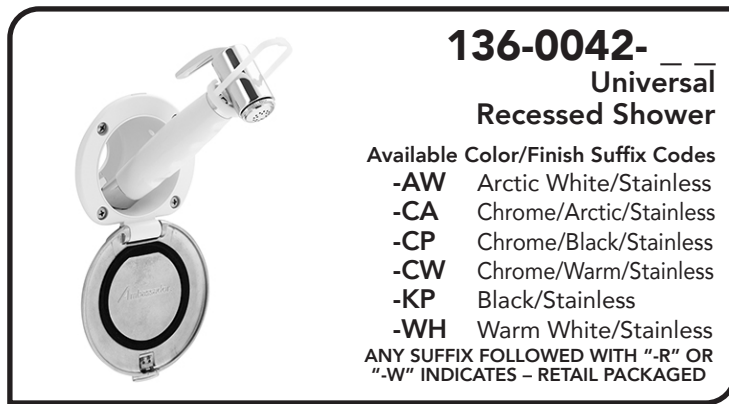 136-0042- _ _
Universal
Recessed Shower
Available Color/Finish Suffix Codes
-AW Arctic White/Stainless
-CA Chrome/Arctic/Stainless
-CP Chrome/Black/Stainless
-CW Chrome/Warm/Stainless
-KP Black/Stainless
-WH Warm White/Stainless
ANY SUFFIX FOLLOWED WITH “-R” OR
“-W” INDICATES – RETAIL PACKAGED